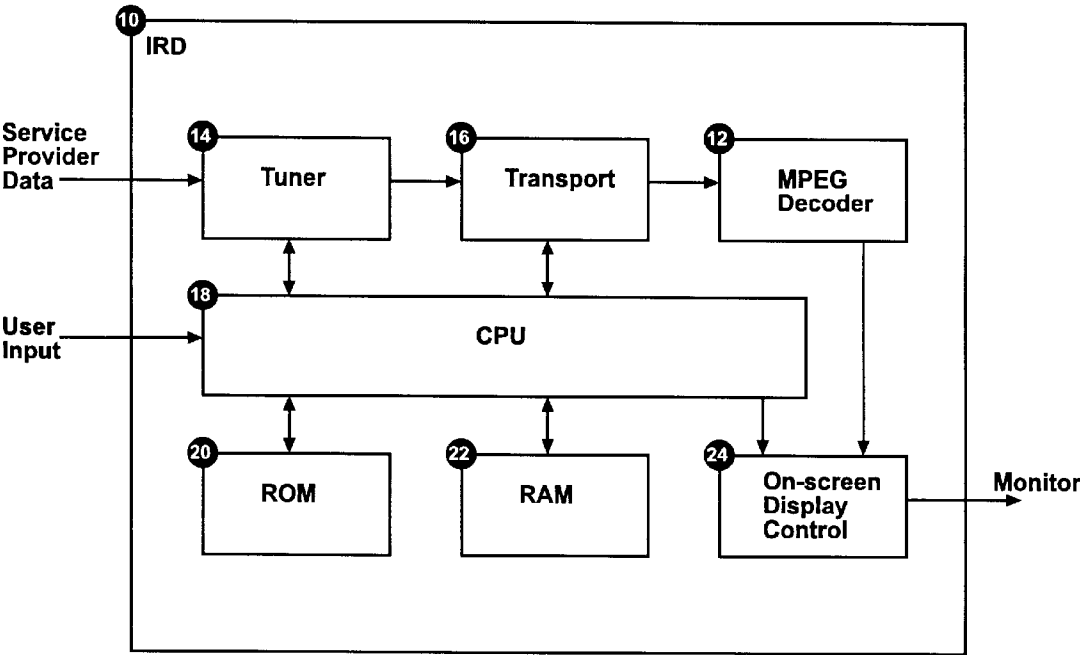 10
IRD
Service
Provider
Data
14
Tuner
16
Transport
12
MPEG
Decoder
18
CPU
User
Input
20
ROM
22
RAM
24
On-screen
Display
Control
Monitor